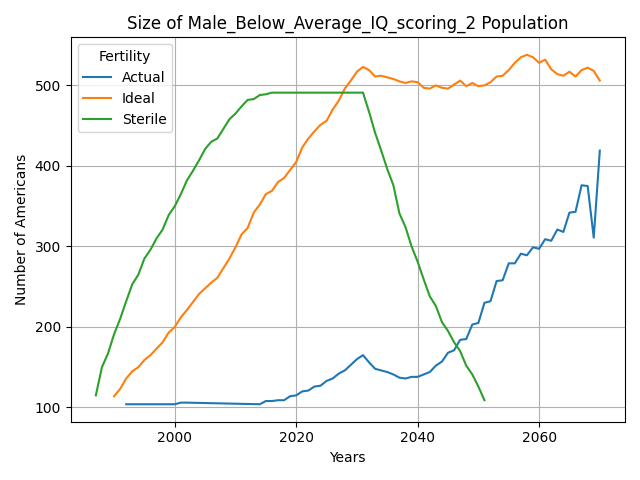 Size of Male_Below_Average_IQ_scoring_2 Population
Fertility
Actual
Ideal
Sterile
Number of Americans
500
400
300
200
100
2000
2020
2040
2060
Years